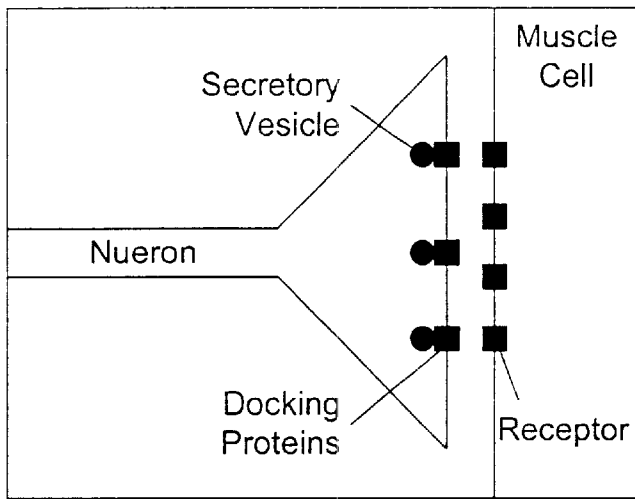 Muscle
Cell
Secretory
Vesicle
Nueron
Docking
Proteins
Receptor